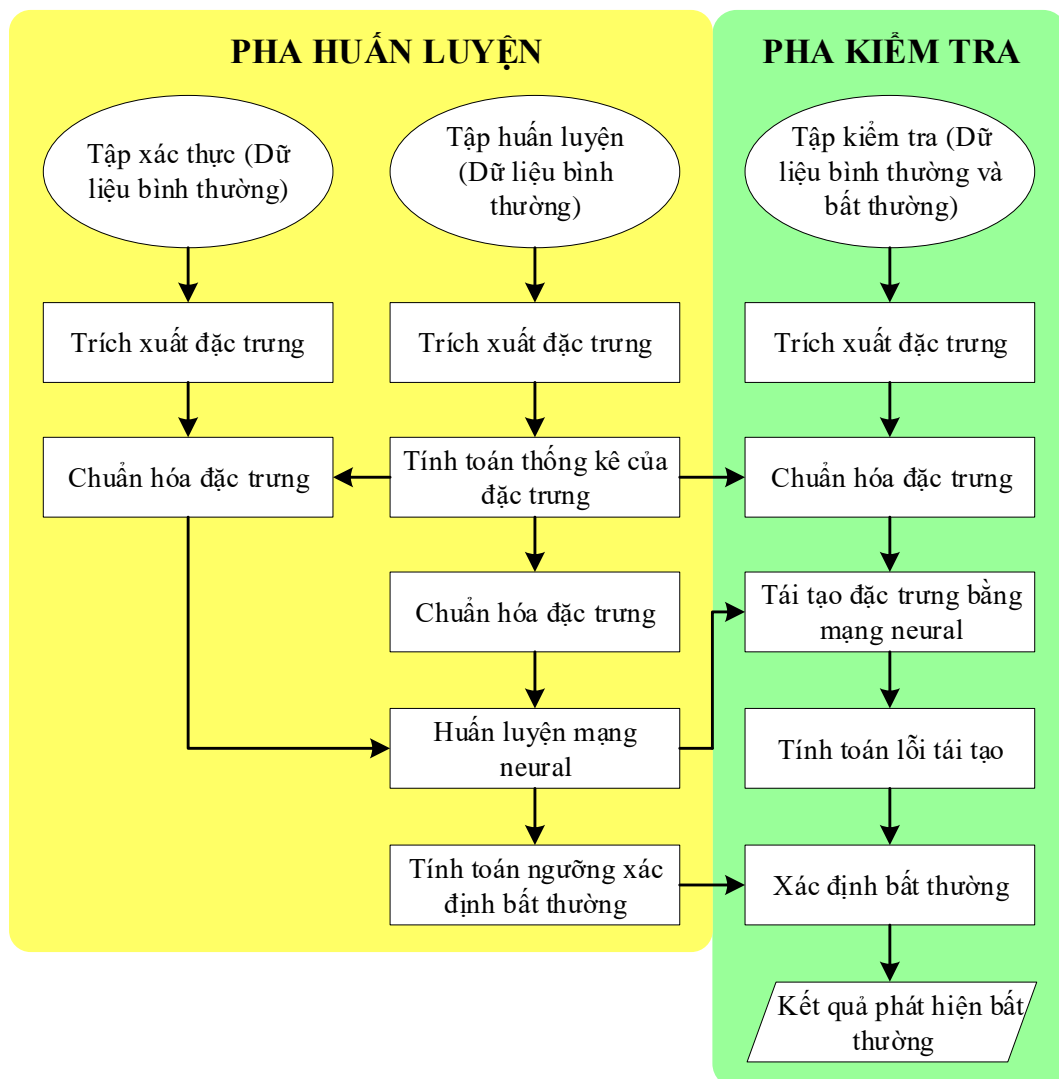 PHA HUẤN LUYỆN
PHA KIỂM TRA
Tập xác thực (Dữ
liệu bình thường)
Tập huấn luyện
(Dữ liệu bình
thường)
Tập kiểm tra (Dữ
liệu bình thường và
bất thường)
Trích xuất đặc trưng
Trích xuất đặc trưng
Trích xuất đặc trưng
Chuẩn hóa đặc trưng
Tính toán thống kê của
đặc trưng
Chuẩn hóa đặc trưng
Chuẩn hóa đặc trưng
Tái tạo đặc trưng bằng
mạng neural
Huấn luyện mạng
neural
Tính toán lỗi tái tạo
Tính toán ngưỡng xác
định bất thường
Xác định bất thường
Kết quả phát hiện bất
thường